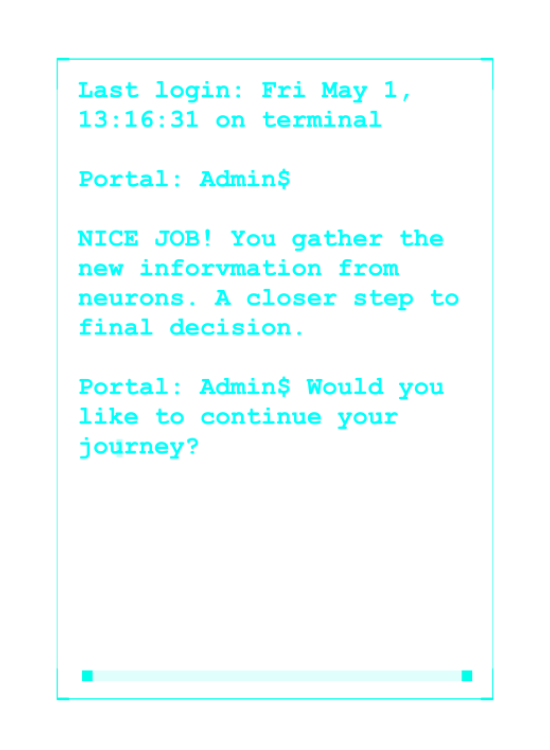 Last login: Fri May 1,
13:16:31 on terminal
Portal: Admin$
NICE JOB! You gather the
new inforvmation from
neurons. A closer step to
final decision.
Portal: Admin$ Would you
like to continue your
journey?